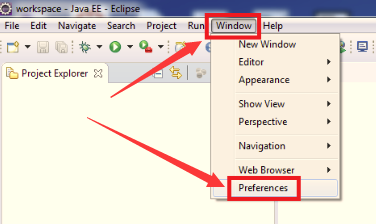 workspace - Java EE - Eclipse
File Edit Navigate Search Project Run Window Help
Project Explorer
New Window
Editor
Appearance
Show View
Perspective
Navigation
Web Browser
Preferences